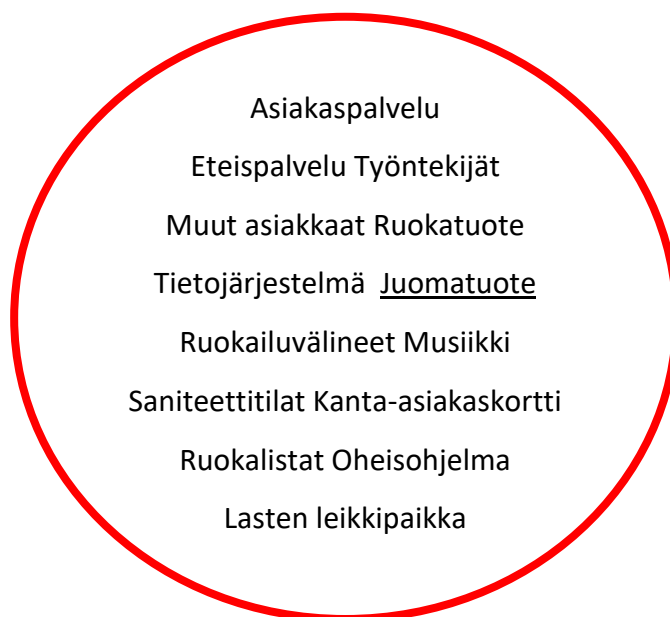 Asiakaspalvelu
Eteispalvelu Työntekijät
Muut asiakkaat Ruokatuote
Tietojärjestelmä Juomatuote
Ruokailuvälineet Musiikki
Saniteettitilat Kanta-asiakaskortti
Ruokalistat Oheisohjelma
Lasten leikkipaikka